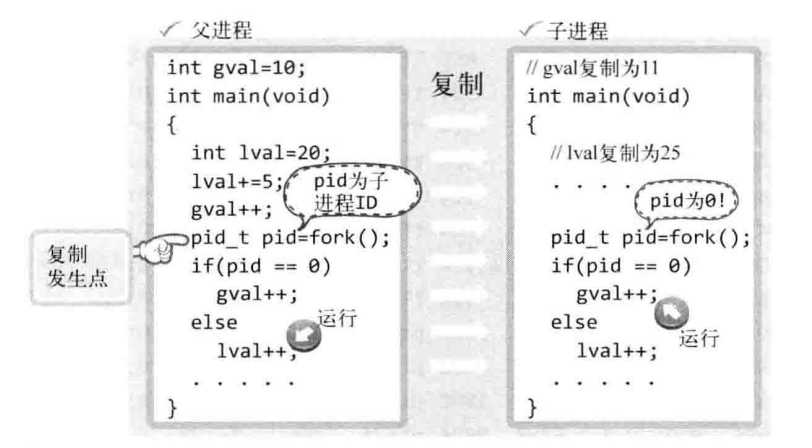 父进程
int gval=10;
int main(void)
{
int lval=20;
lval+=5;
gval++;
pid为子
进程ID
pid_t pid=fork();
if(pid == 0)
gval++;
else
lval++;
运行
. . . . .
}
复制
发生点
复制
子进程
// gval复制为11
int main(void)
{
// lval复制为25
. . . .
pid为0!
pid_t pid=fork();
if(pid == 0)
gval++;
else
运行
lval++;
. . . . .
}